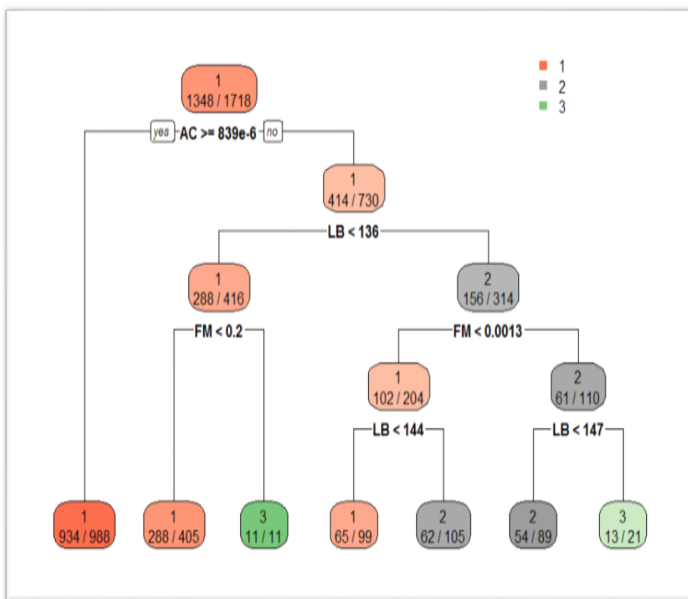 1
1348 / 1718
1
2
3
yes AC >= 839e-6 no
1
414 / 730
LB < 136
1
288 / 416
2
156 / 314
FM < 0.2
FM < 0.0013
1
102 / 204
2
61 / 110
LB < 144
LB < 147
1
934 / 988
1
288 / 405
3
11 / 11
1
65 / 99
2
62 / 105
2
54 / 89
3
13 / 21